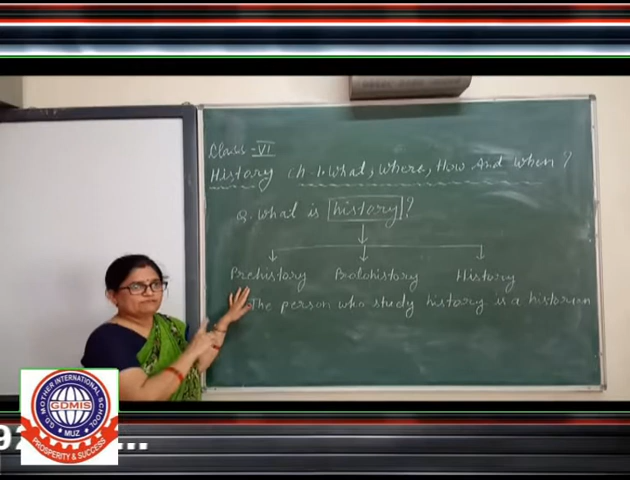 Class - VI
History Ch-1. What, Where, How And When?
Q. What is history?
Prehistory Protohistory History
The person who study history is a historian
G.D. MOTHER INTERNATIONAL SCHOOL
GDMIS
MUZ
PROSPERITY & SUCCESS